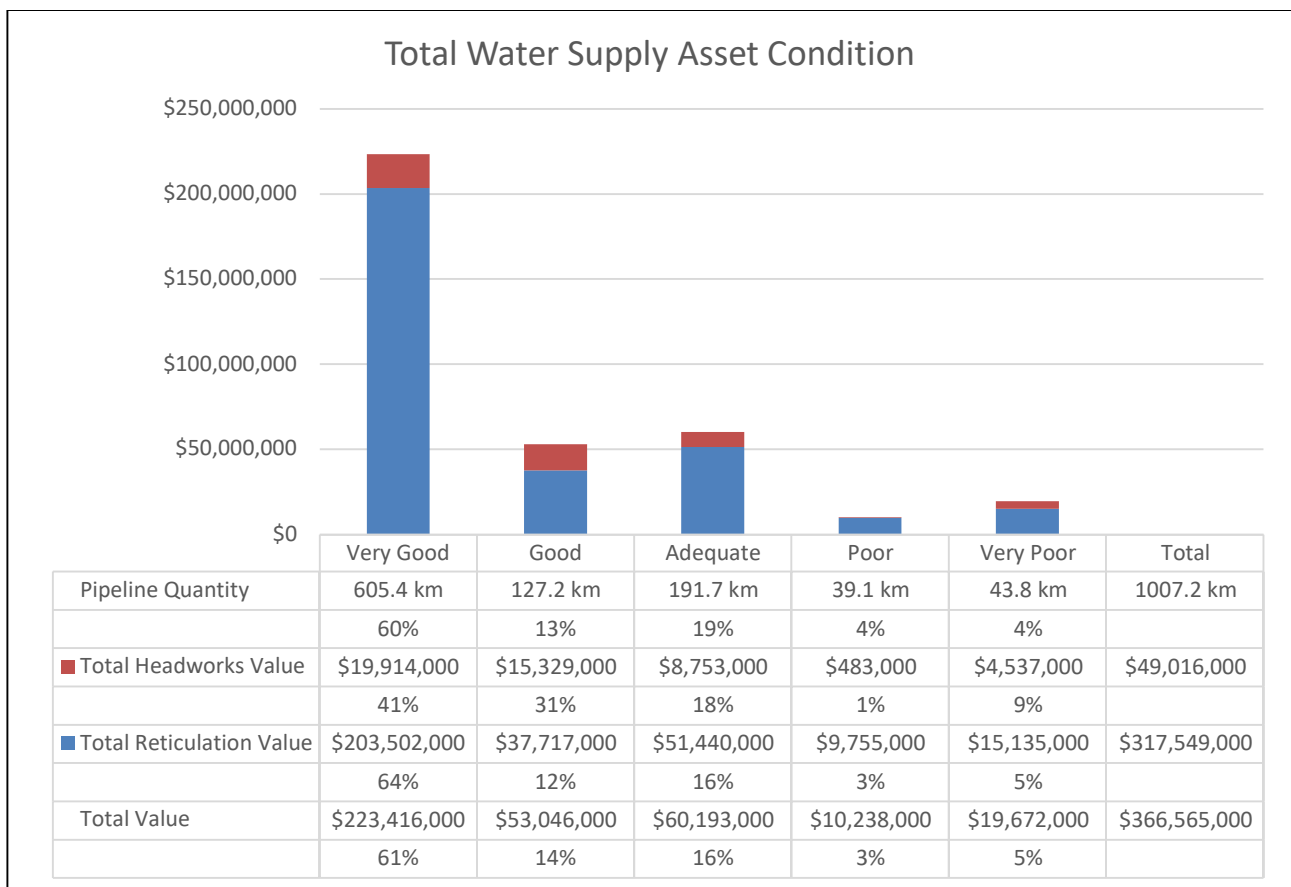 Total Water Supply Asset Condition
$250,000,000
$200,000,000
$150,000,000
$100,000,000
$50,000,000
$0
Very Good Good Adequate Poor Very Poor Total
Pipeline Quantity 605.4 km 127.2 km 191.7 km 39.1 km 43.8 km 1007.2 km
60% 13% 19% 4% 4%
Total Headworks Value $19,914,000 $15,329,000 $8,753,000 $483,000 $4,537,000 $49,016,000
41% 31% 18% 1% 9%
Total Reticulation Value $203,502,000 $37,717,000 $51,440,000 $9,755,000 $15,135,000 $317,549,000
64% 12% 16% 3% 5%
Total Value $223,416,000 $53,046,000 $60,193,000 $10,238,000 $19,672,000 $366,565,000
61% 14% 16% 3% 5%